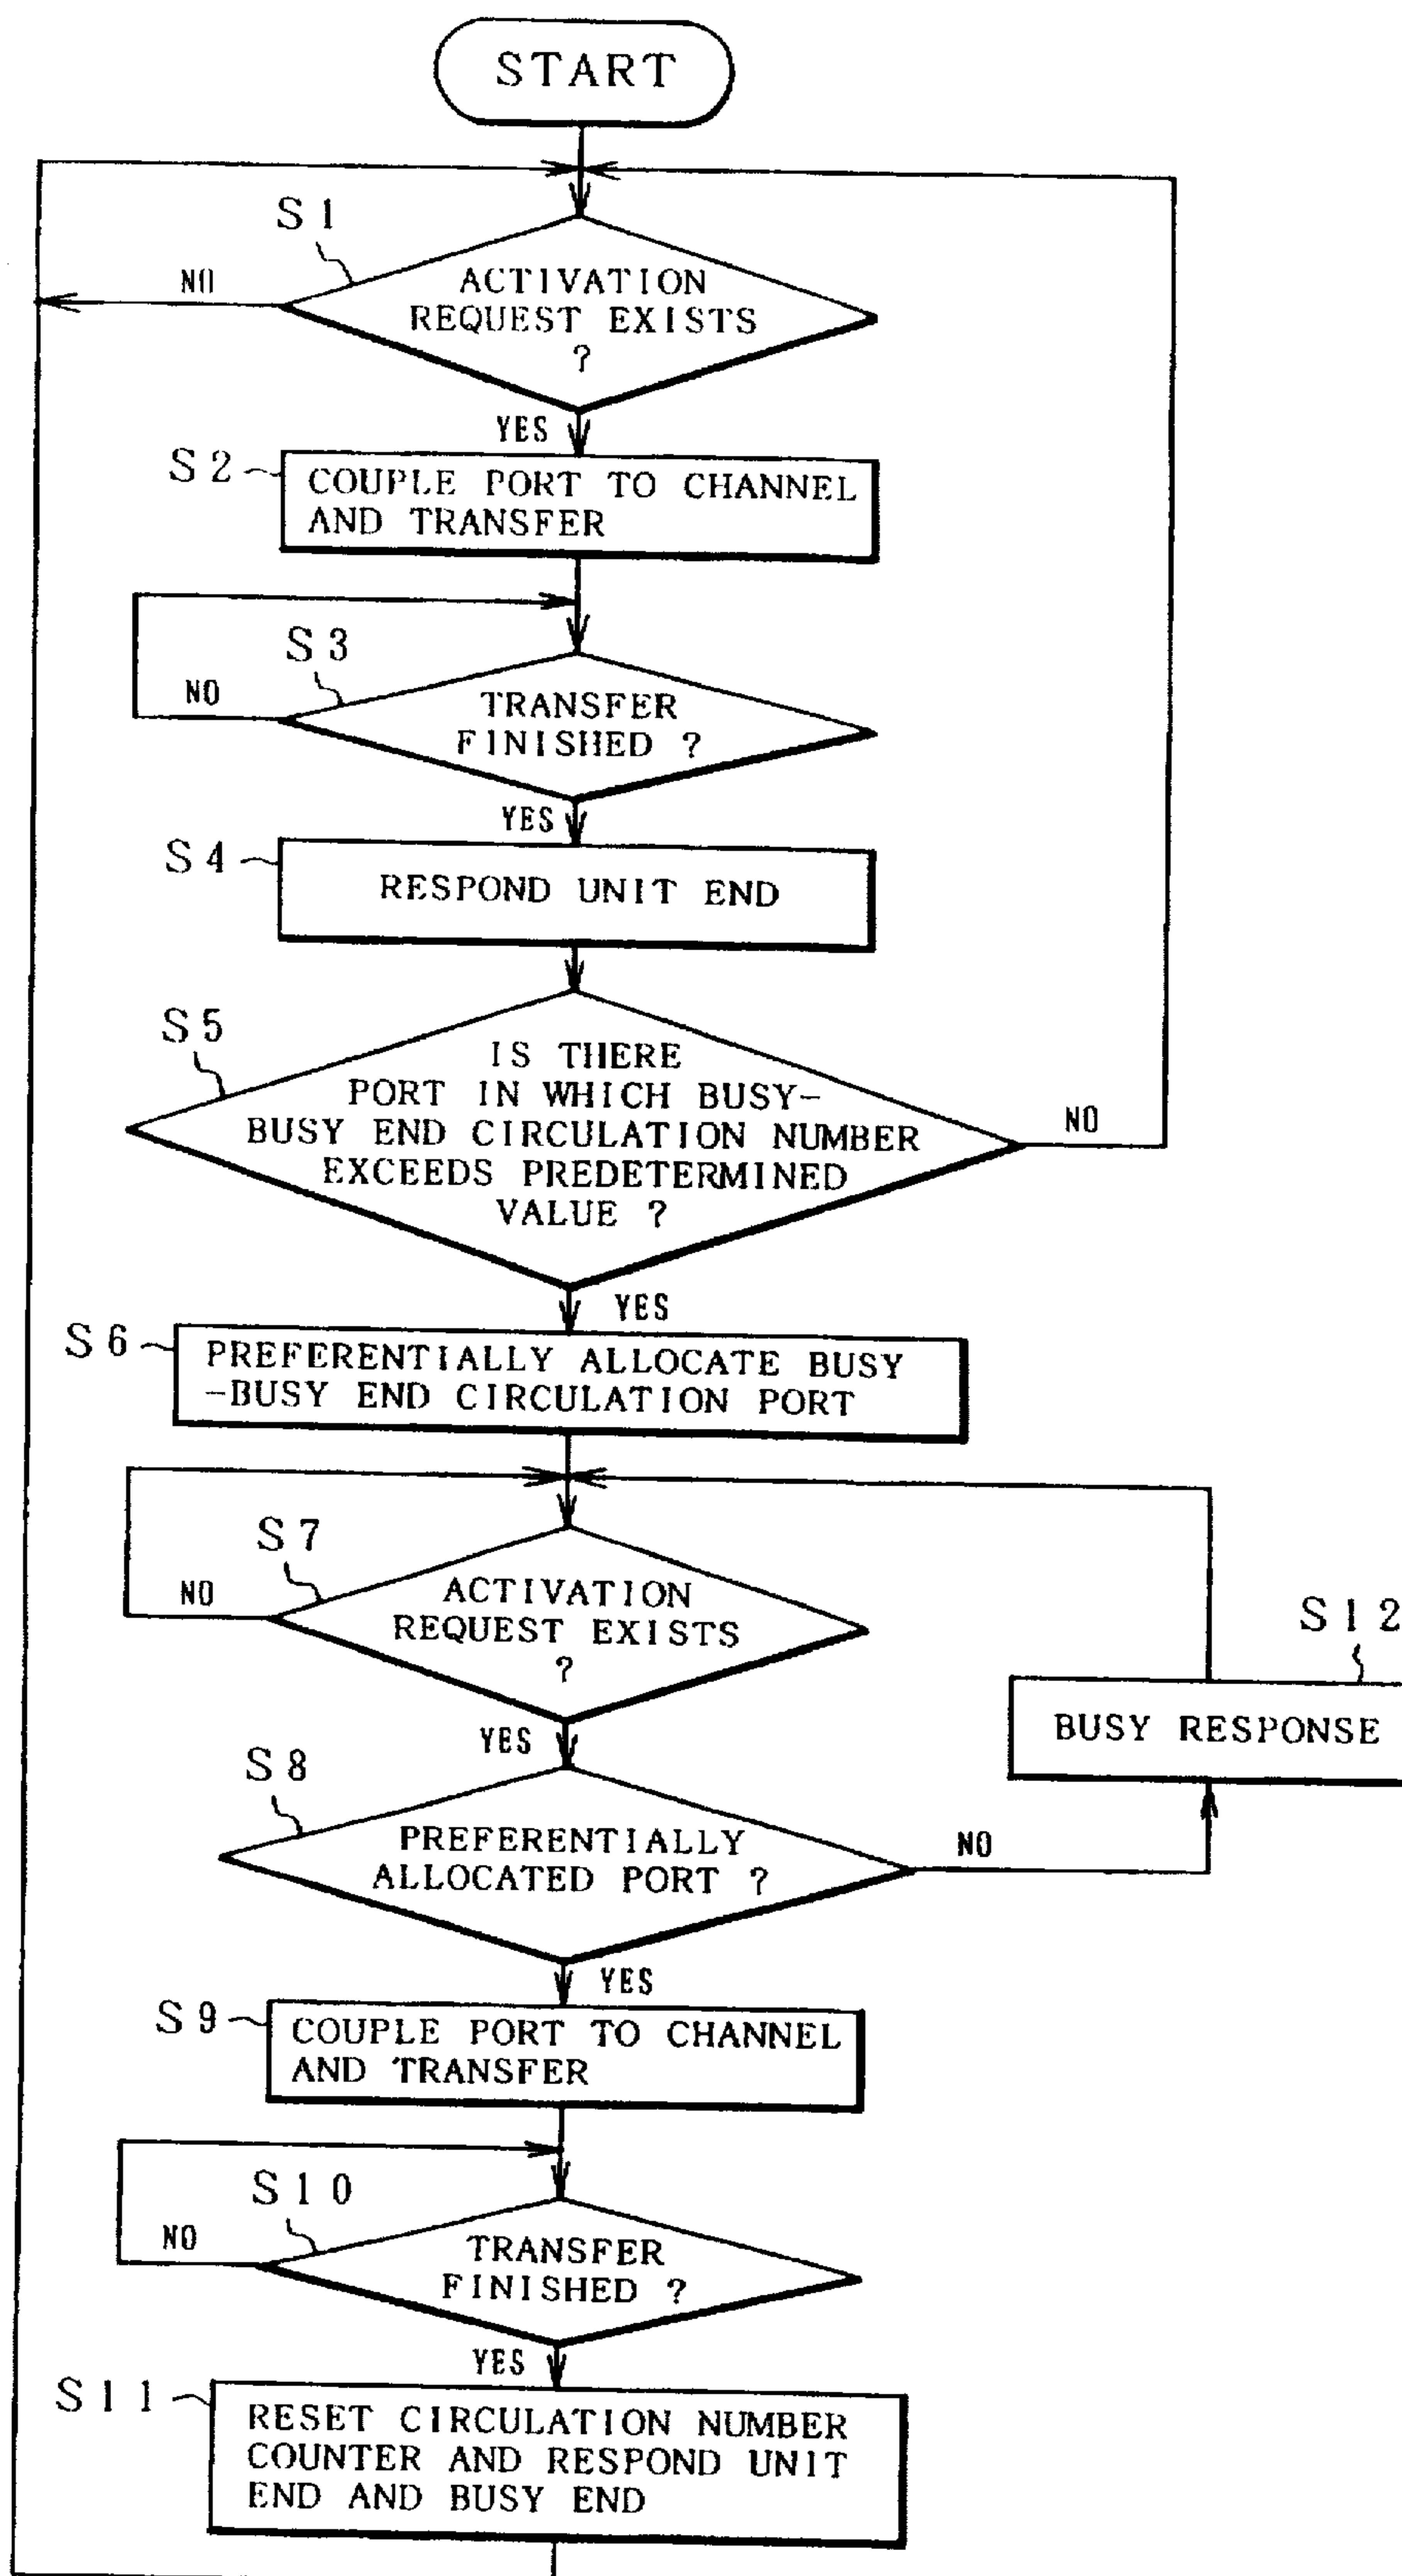 START
S1
NO
ACTIVATION
REQUEST EXISTS
?
YES
S2
COUPLE PORT TO CHANNEL
AND TRANSFER
S3
NO
TRANSFER
FINISHED ?
YES
S4
RESPOND UNIT END
S5
IS THERE
PORT IN WHICH BUSY-
BUSY END CIRCULATION NUMBER
EXCEEDS PREDETERMINED
VALUE ?
NO
YES
S6
PREFERENTIALLY ALLOCATE BUSY
-BUSY END CIRCULATION PORT
S7
NO
ACTIVATION
REQUEST EXISTS
?
YES
S12
BUSY RESPONSE
S8
PREFERENTIALLY
ALLOCATED PORT ?
NO
YES
S9
COUPLE PORT TO CHANNEL
AND TRANSFER
S10
NO
TRANSFER
FINISHED ?
YES
S11
RESET CIRCULATION NUMBER
COUNTER AND RESPOND UNIT
END AND BUSY END